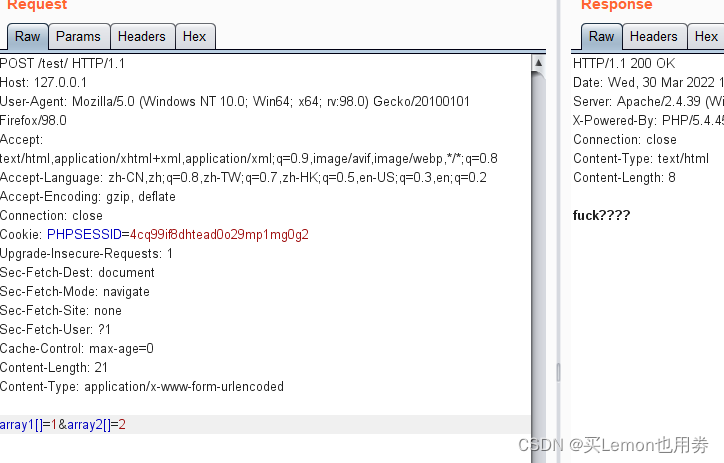 Request
Raw Params Headers Hex
POST /test/ HTTP/1.1
Host: 127.0.0.1
User-Agent: Mozilla/5.0 (Windows NT 10.0; Win64; x64; rv:98.0) Gecko/20100101
Firefox/98.0
Accept:
text/html,application/xhtml+xml,application/xml;q=0.9,image/avif,image/webp,*/*;q=0.8
Accept-Language: zh-CN,zh;q=0.8,zh-TW;q=0.7,zh-HK;q=0.5,en-US;q=0.3,en;q=0.2
Accept-Encoding: gzip, deflate
Connection: close
Cookie: PHPSESSID=4cq99if8dhtead0o29mp1mg0g2
Upgrade-Insecure-Requests: 1
Sec-Fetch-Dest: document
Sec-Fetch-Mode: navigate
Sec-Fetch-Site: none
Sec-Fetch-User: ?1
Cache-Control: max-age=0
Content-Length: 21
Content-Type: application/x-www-form-urlencoded
array1[]=1&array2[]=2
Response
Raw Headers Hex
HTTP/1.1 200 OK
Date: Wed, 30 Mar 2022 1
Server: Apache/2.4.39 (Wi
X-Powered-By: PHP/5.4.45
Connection: close
Content-Type: text/html
Content-Length: 8
fuck????
CSDN @买Lemon也用券